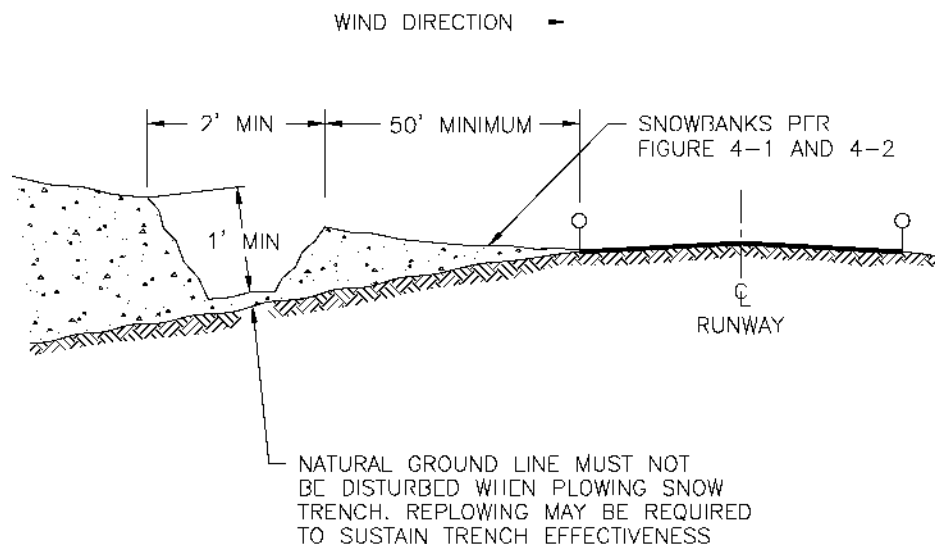 WIND DIRECTION
2' MIN
50' MINIMUM
SNOWBANKS PER
FIGURE 4-1 AND 4-2
1' MIN
℄
RUNWAY
NATURAL GROUND LINE MUST NOT
BE DISTURBED WHEN PLOWING SNOW
TRENCH. REPLOWING MAY BE REQUIRED
TO SUSTAIN TRENCH EFFECTIVENESS